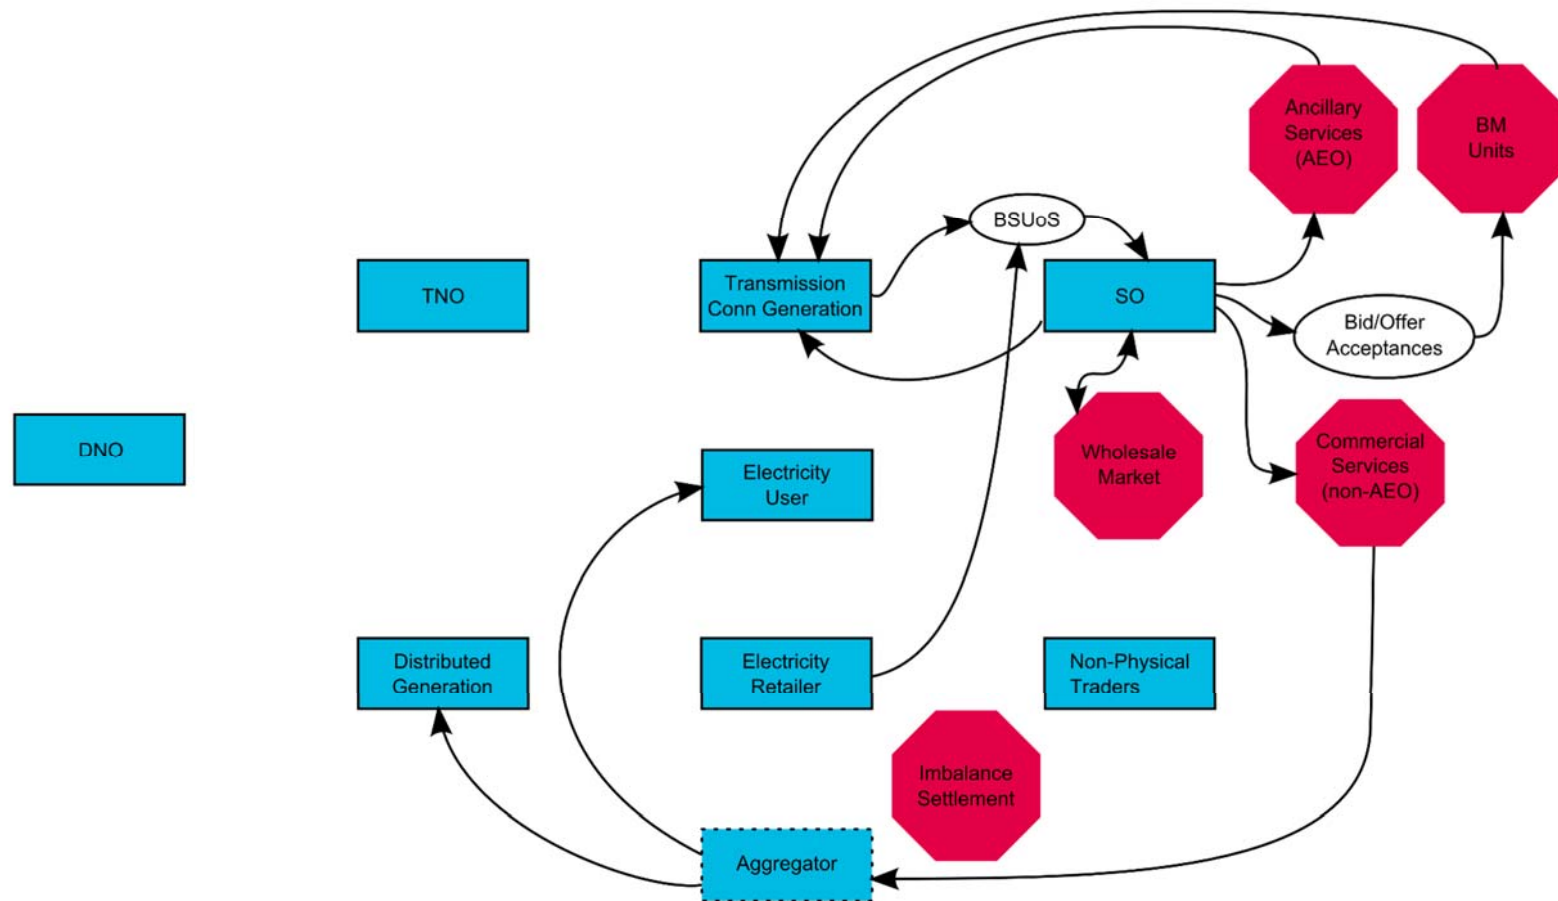 Ancillary
Services
(AEO)
BM
Units
BSUoS
TNO
Transmission
Conn Generation
SO
Bid/Offer
Acceptances
DNO
Electricity
User
Wholesale
Market
Commercial
Services
(non-AEO)
Distributed
Generation
Electricity
Retailer
Non-Physical
Traders
Imbalance
Settlement
Aggregator